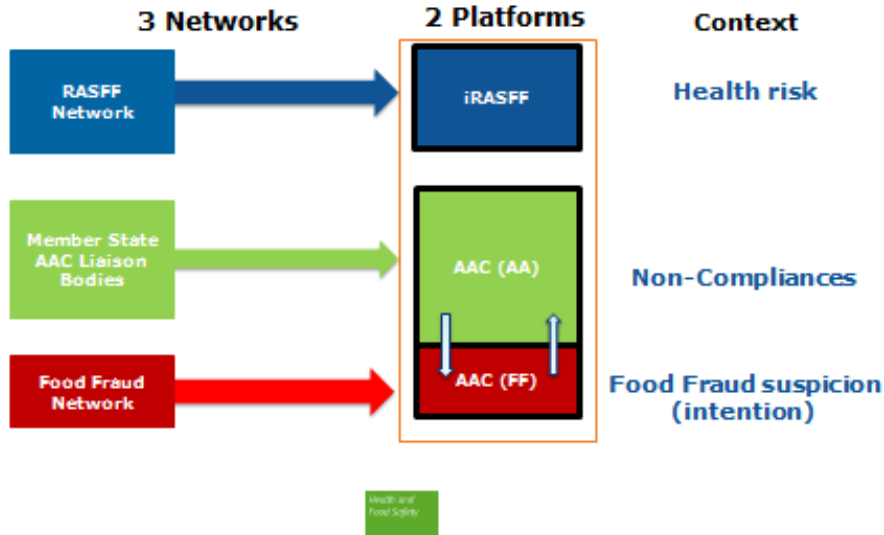 3 Networks
2 Platforms
Context
RASFF
Network
iRASFF
Health risk
Member State
AAC Liaison
Bodies
AAC (AA)
Non-Compliances
Food Fraud
Network
AAC (FF)
Food Fraud suspicion
(intention)
Health and
Food Safety